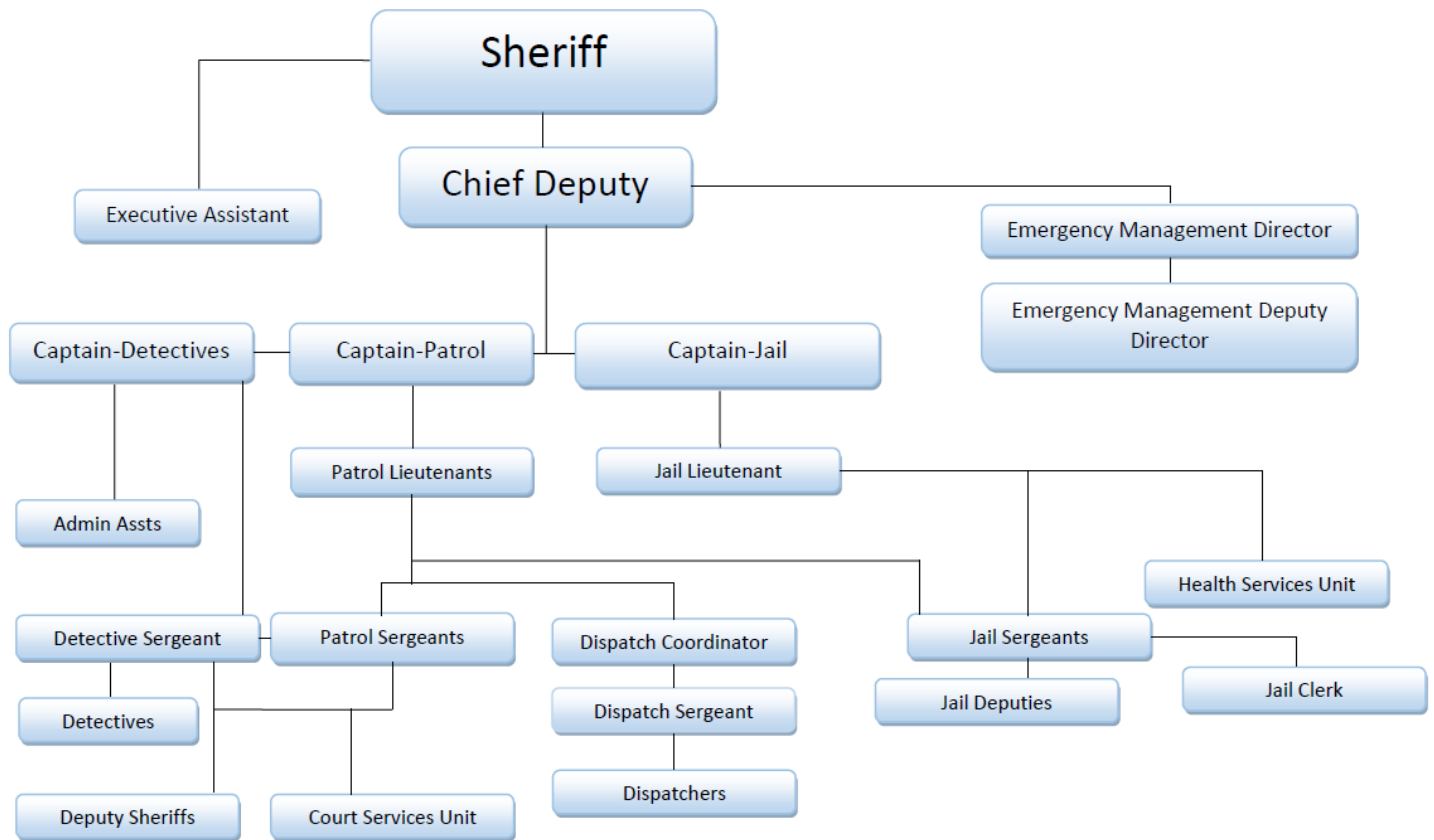 Sheriff
Chief Deputy
Executive Assistant
Emergency Management Director
Emergency Management Deputy
Director
Captain-Detectives
Captain-Patrol
Captain-Jail
Patrol Lieutenants
Jail Lieutenant
Admin Assts
Health Services Unit
Detective Sergeant
Patrol Sergeants
Dispatch Coordinator
Jail Sergeants
Jail Clerk
Jail Deputies
Detectives
Dispatch Sergeant
Dispatchers
Deputy Sheriffs
Court Services Unit